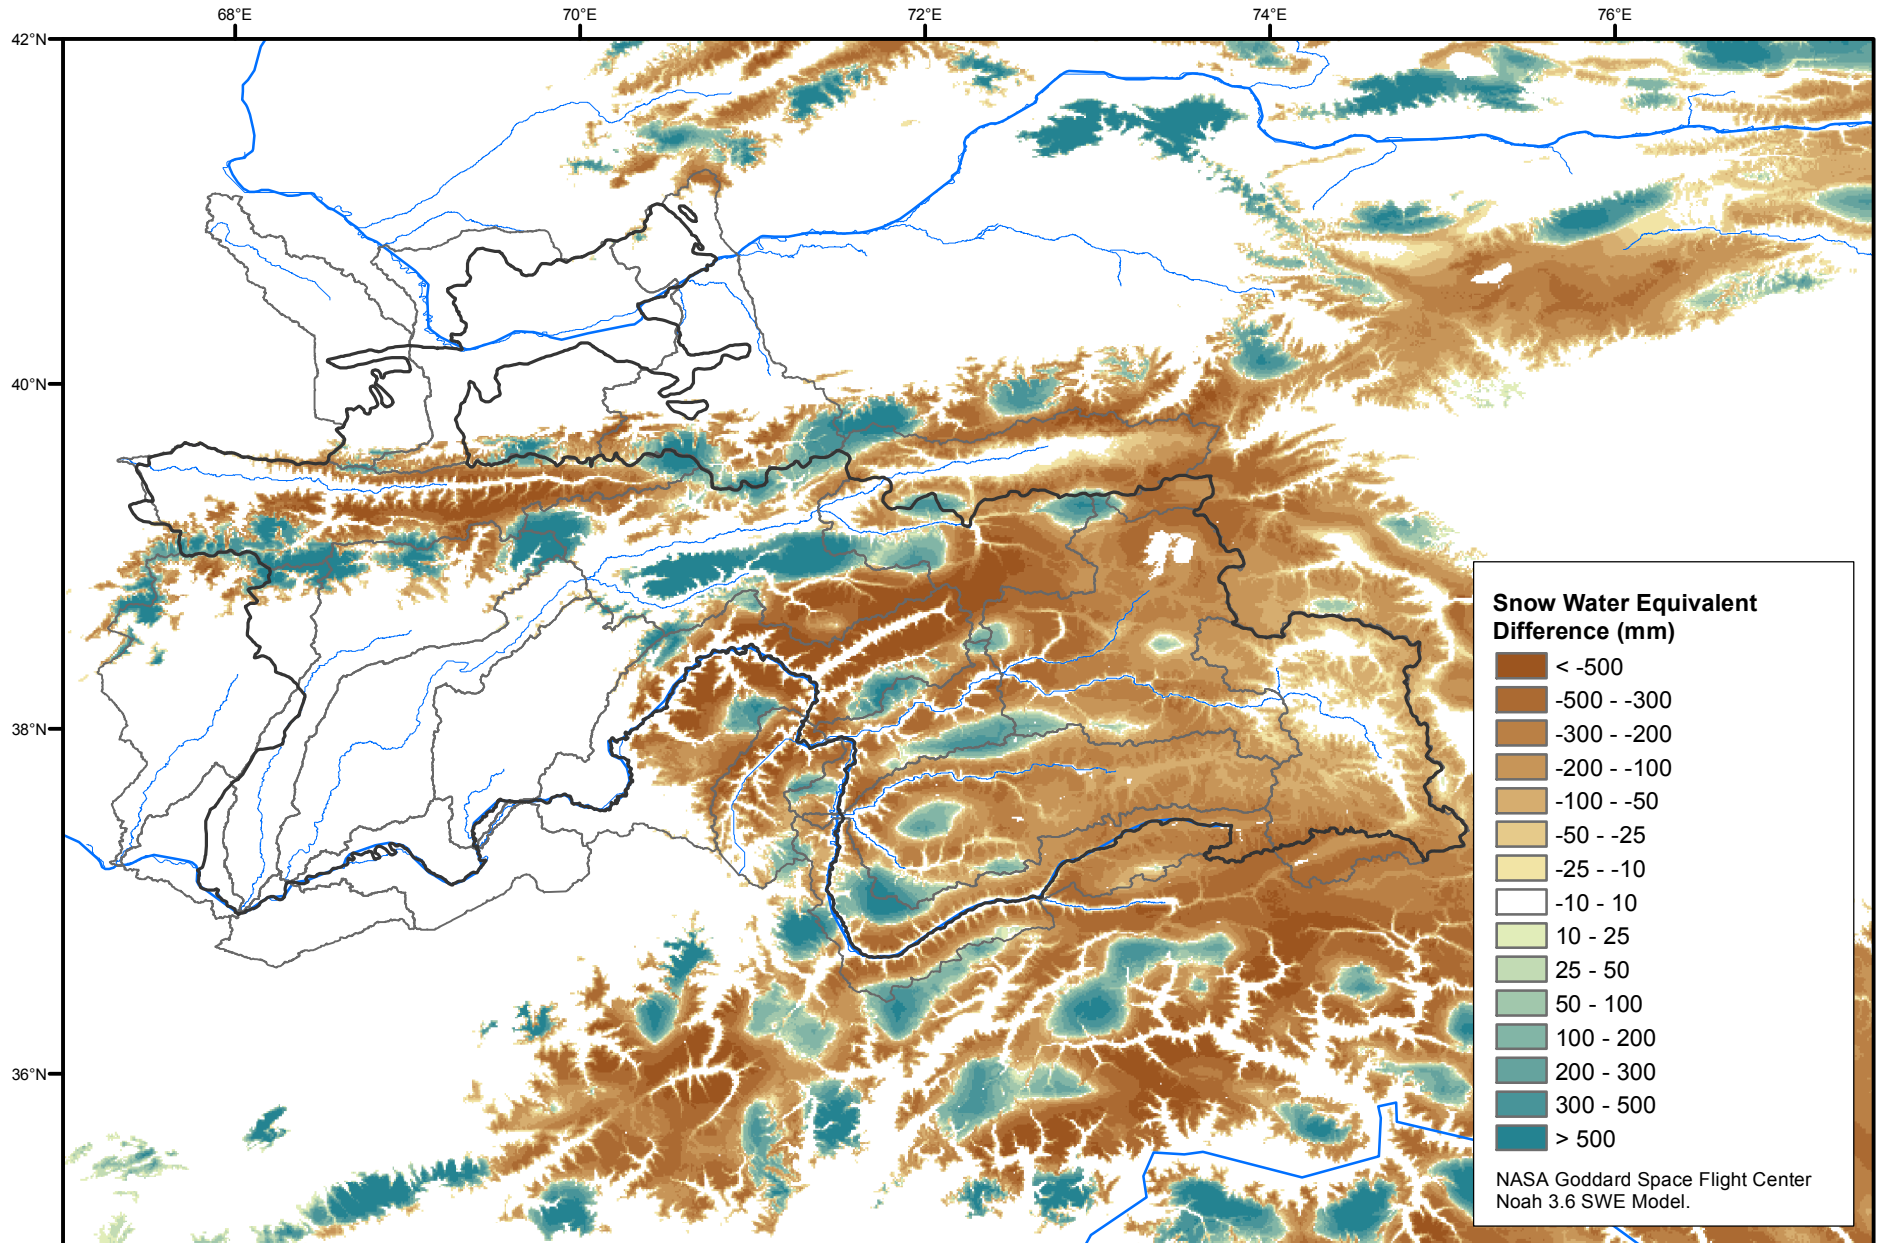 68°E 70°E 72°E 74°E 76°E
42°N
40°N
38°N
36°N
Snow Water Equivalent
Difference (mm)
< -500
-500 - -300
-300 - -200
-200 - -100
-100 - -50
-50 - -25
-25 - -10
-10 - 10
10 - 25
25 - 50
50 - 100
100 - 200
200 - 300
300 - 500
> 500
NASA Goddard Space Flight Center
Noah 3.6 SWE Model.